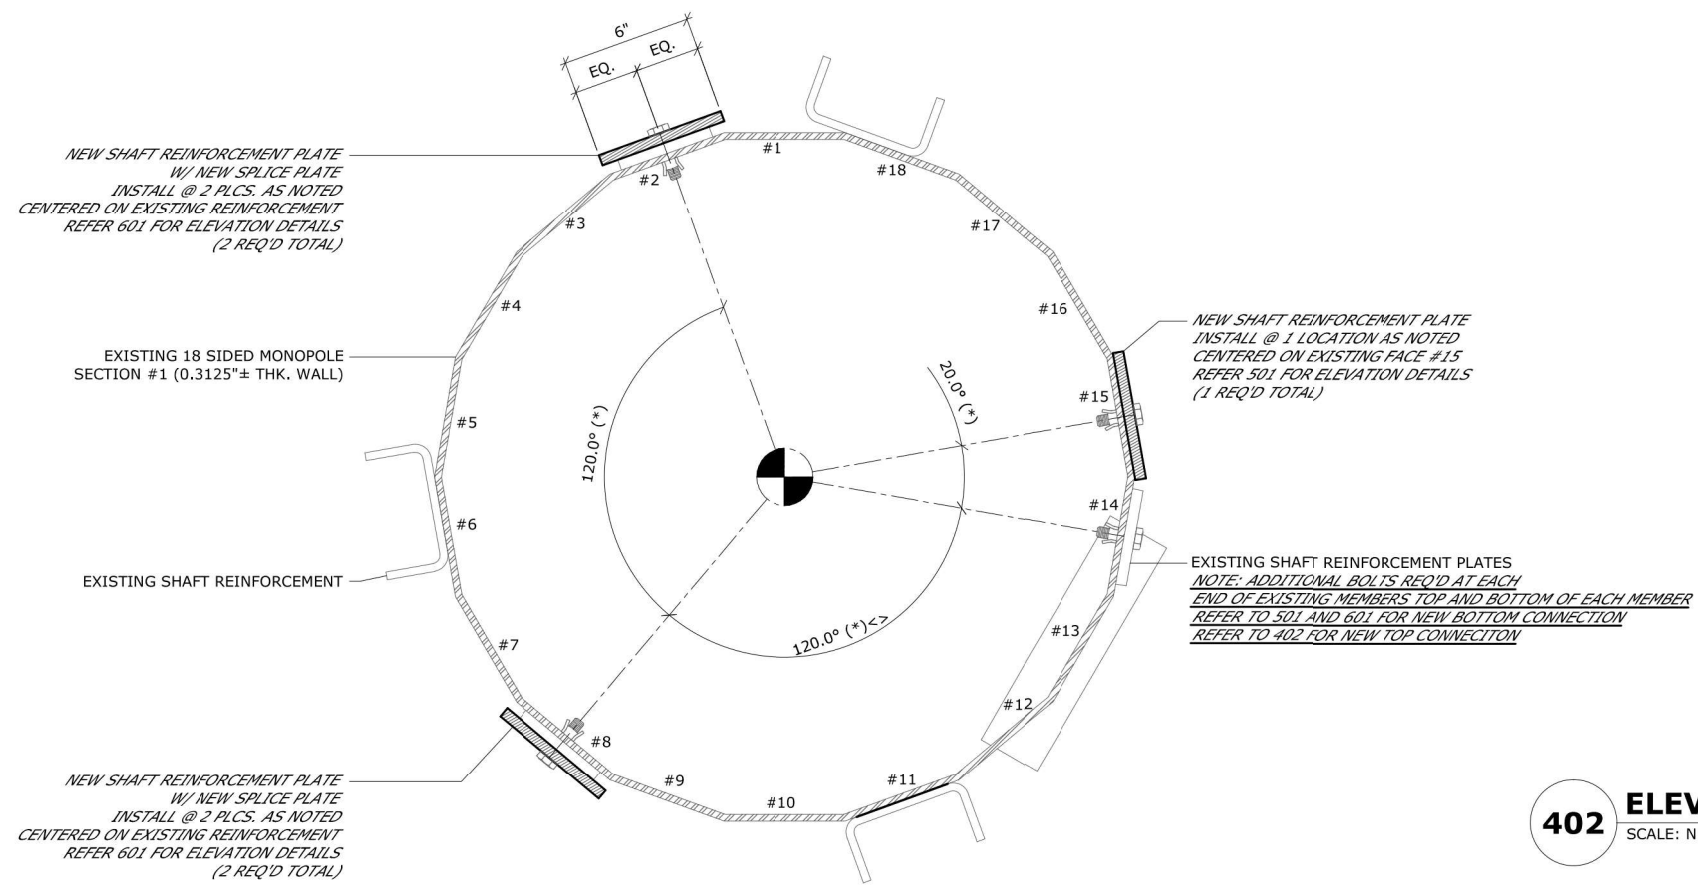 6"
EQ.
EQ.
NEW SHAFT REINFORCEMENT PLATE
W/ NEW SPLICE PLATE
INSTALL @ 2 PLCS. AS NOTED
CENTERED ON EXISTING REINFORCEMENT
REFER 601 FOR ELEVATION DETAILS
(2 REQ'D TOTAL)
#1
#2
#3
#18
#17
#4
#16
EXISTING 18 SIDED MONOPOLE
SECTION #1 (0.3125"± THK. WALL)
NEW SHAFT REINFORCEMENT PLATE
INSTALL @ 1 LOCATION AS NOTED
CENTERED ON EXISTING FACE #15
REFER 501 FOR ELEVATION DETAILS
(1 REQ'D TOTAL)
20.0° (*)
#15
120.0° (*)
#5
#14
#6
EXISTING SHAFT REINFORCEMENT
EXISTING SHAFT REINFORCEMENT PLATES
NOTE: ADDITIONAL BOLTS REQ'D AT EACH
END OF EXISTING MEMBERS TOP AND BOTTOM OF EACH MEMBER
REFER TO 501 AND 601 FOR NEW BOTTOM CONNECTION
REFER TO 402 FOR NEW TOP CONNECITON
120.0° (*)<>
#13
#7
#12
#8
#9
#11
#10
NEW SHAFT REINFORCEMENT PLATE
W/ NEW SPLICE PLATE
INSTALL @ 2 PLCS. AS NOTED
CENTERED ON EXISTING REINFORCEMENT
REFER 601 FOR ELEVATION DETAILS
(2 REQ'D TOTAL)
402
ELEV
SCALE: N